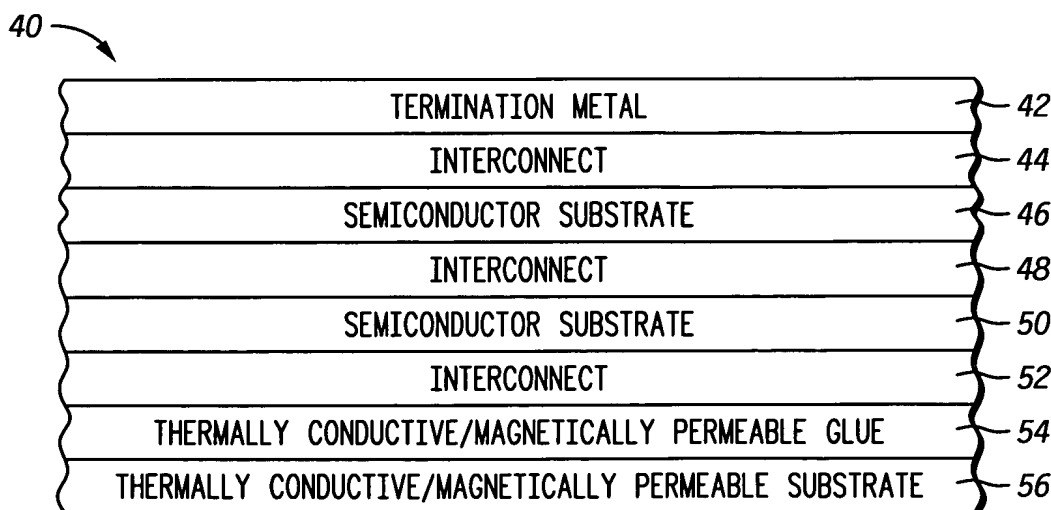 40
TERMINATION METAL 42
INTERCONNECT 44
SEMICONDUCTOR SUBSTRATE 46
INTERCONNECT 48
SEMICONDUCTOR SUBSTRATE 50
INTERCONNECT 52
THERMALLY CONDUCTIVE/MAGNETICALLY PERMEABLE GLUE 54
THERMALLY CONDUCTIVE/MAGNETICALLY PERMEABLE SUBSTRATE 56